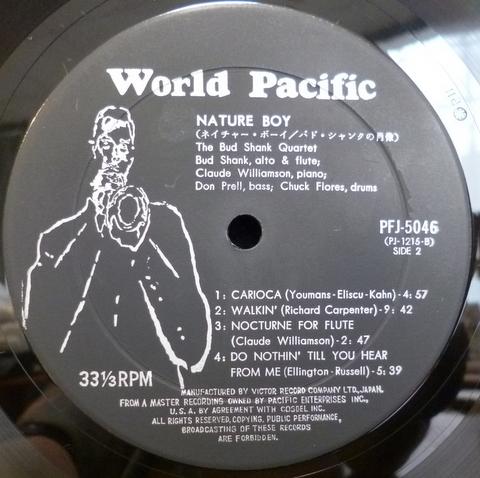 World Pacific
NATURE BOY
(ネイチャー・ボーイ/バド・シャンクの肖像)
The Bud Shank Quartet
Bud Shank, alto & flute;
Claude Williamson, piano;
Don Prell, bass; Chuck Flores, drums
PFJ-5046
(PJ-1215-B)
SIDE 2
1: CARIOCA (Youmans-Eliscu-Kahn)-4: 57
2: WALKIN' (Richard Carpenter)-9: 42
3: NOCTURNE FOR FLUTE
(Claude Williamson)-2: 47
4: DO NOTHIN' TILL YOU HEAR
FROM ME (Ellington-Russell)-5: 39
33⅓RPM
MANUFACTURED BY VICTOR RECORD COMPANY LTD., JAPAN.
FROM A MASTER RECORDING OWNED BY PACIFIC ENTERPRISES INC.,
U.S.A. BY AGREEMENT WITH COSDEL INC.
ALL RIGHTS RESERVED, COPYING, PUBLIC PERFORMANCE,
BROADCASTING OF THESE RECORDS
ARE FORBIDDEN.